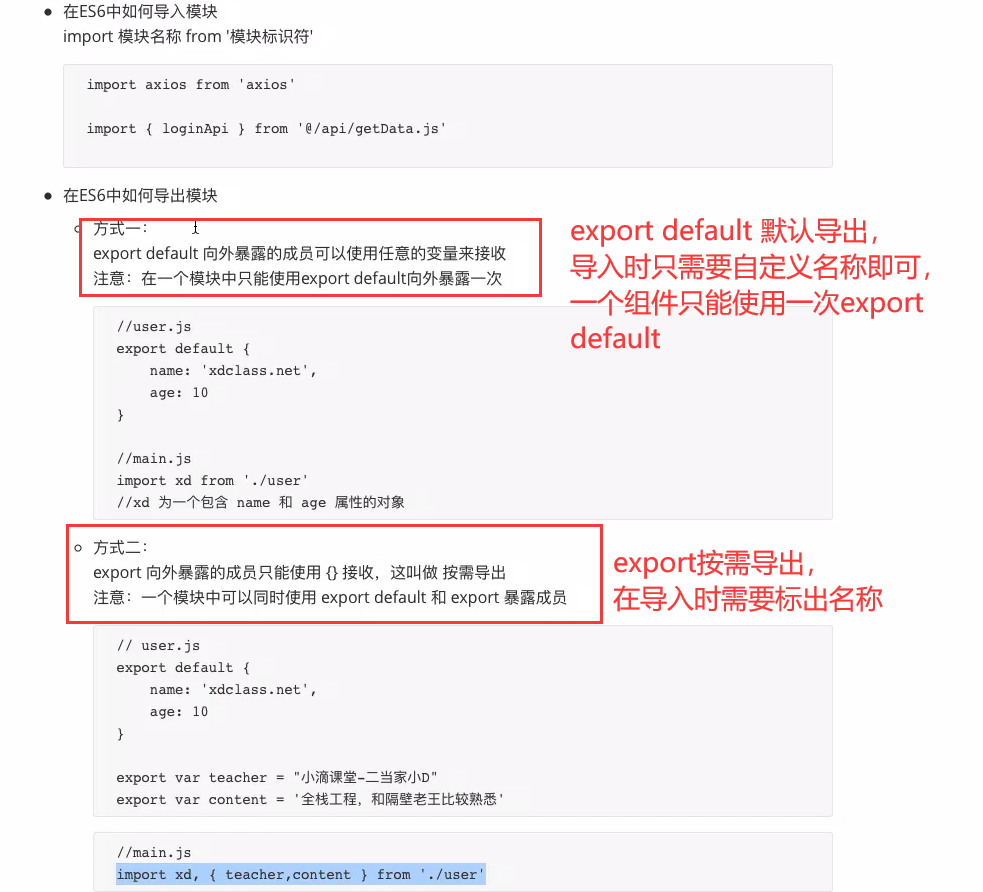 在ES6中如何导入模块
import 模块名称 from '模块标识符'
import axios from 'axios'
import { loginApi } from '@/api/getData.js'
在ES6中如何导出模块
方式一：
export default 向外暴露的成员可以使用任意的变量来接收
注意：在一个模块中只能使用export default向外暴露一次
export default 默认导出，
导入时只需要自定义名称即可，
一个组件只能使用一次export
default
//user.js
export default {
name: 'xdclass.net',
age: 10
}
//main.js
import xd from './user'
//xd 为一个包含 name 和 age 属性的对象
方式二：
export 向外暴露的成员只能使用 {} 接收，这叫做 按需导出
注意：一个模块中可以同时使用 export default 和 export 暴露成员
export按需导出，
在导入时需要标出名称
// user.js
export default {
name: 'xdclass.net',
age: 10
}
export var teacher = "小滴课堂-二当家小D"
export var content = '全栈工程，和隔壁老王比较熟悉'
//main.js
import xd, { teacher,content } from './user'